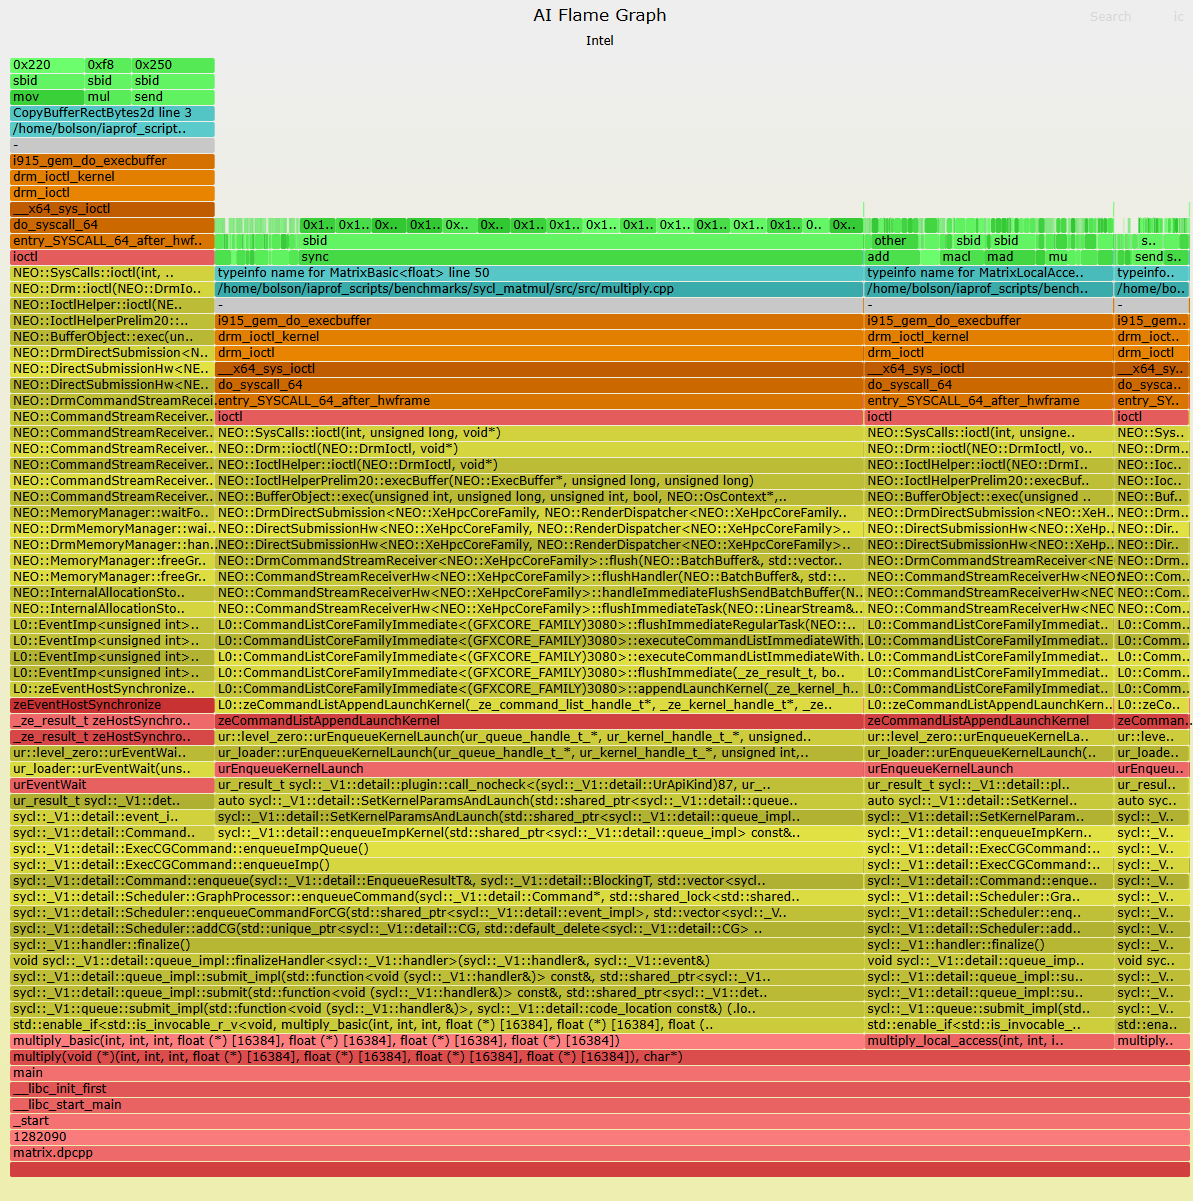 AI Flame Graph
Search ic
Intel
0x220 0xf8 0x250
sbid sbid sbid
mov mul send
CopyBufferRectBytes2d line 3
/home/bolson/iaprof_script..
-
i915_gem_do_execbuffer
drm_ioctl_kernel
drm_ioctl
__x64_sys_ioctl
do_syscall_64 0x1.. 0x1.. 0x.. 0x1.. 0x.. 0x.. 0x1.. 0x1.. 0x1.. 0x1.. 0x1.. 0x1.. 0x1.. 0x1.. 0.. 0x..
entry_SYSCALL_64_after_hwf.. sbid other sbid sbid s..
ioctl sync add macl mad mu send s..
NEO::SysCalls::ioctl(int, .. typeinfo name for MatrixBasic<float> line 50 typeinfo name for MatrixLocalAcce.. typeinfo..
NEO::Drm::ioctl(NEO::DrmIo.. /home/bolson/iaprof_scripts/benchmarks/sycl_matmul/src/src/multiply.cpp /home/bolson/iaprof_scripts/bench.. /home/bo..
NEO::IoctlHelper::ioctl(NE.. - - -
NEO::IoctlHelperPrelim20::.. i915_gem_do_execbuffer i915_gem_do_execbuffer i915_gem..
NEO::BufferObject::exec(un.. drm_ioctl_kernel drm_ioctl_kernel drm_ioct..
NEO::DrmDirectSubmission<N.. drm_ioctl drm_ioctl drm_ioctl
NEO::DirectSubmissionHw<NE.. __x64_sys_ioctl __x64_sys_ioctl __x64_sy..
NEO::DirectSubmissionHw<NE.. do_syscall_64 do_syscall_64 do_sysca..
NEO::DrmCommandStreamRecei.. entry_SYSCALL_64_after_hwframe entry_SYSCALL_64_after_hwframe entry_SY..
NEO::CommandStreamReceiver.. ioctl ioctl ioctl
NEO::CommandStreamReceiver.. NEO::SysCalls::ioctl(int, unsigned long, void*) NEO::SysCalls::ioctl(int, unsigne.. NEO::Sys..
NEO::CommandStreamReceiver.. NEO::Drm::ioctl(NEO::DrmIoctl, void*) NEO::Drm::ioctl(NEO::DrmIoctl, vo.. NEO::Drm..
NEO::CommandStreamReceiver.. NEO::IoctlHelper::ioctl(NEO::DrmIoctl, void*) NEO::IoctlHelper::ioctl(NEO::DrmI.. NEO::Ioc..
NEO::CommandStreamReceiver.. NEO::IoctlHelperPrelim20::execBuffer(NEO::ExecBuffer*, unsigned long, unsigned long) NEO::IoctlHelperPrelim20::execBuf.. NEO::Ioc..
NEO::CommandStreamReceiver.. NEO::BufferObject::exec(unsigned int, unsigned long, unsigned int, bool, NEO::OsContext*,.. NEO::BufferObject::exec(unsigned .. NEO::Buf..
NEO::MemoryManager::waitFo.. NEO::DrmDirectSubmission<NEO::XeHpcCoreFamily, NEO::RenderDispatcher<NEO::XeHpcCoreFamily.. NEO::DrmDirectSubmission<NEO::XeH.. NEO::Drm..
NEO::DrmMemoryManager::wai.. NEO::DirectSubmissionHw<NEO::XeHpcCoreFamily, NEO::RenderDispatcher<NEO::XeHpcCoreFamily>.. NEO::DirectSubmissionHw<NEO::XeHp.. NEO::Dir..
NEO::DrmMemoryManager::han.. NEO::DirectSubmissionHw<NEO::XeHpcCoreFamily, NEO::RenderDispatcher<NEO::XeHpcCoreFamily>.. NEO::DirectSubmissionHw<NEO::XeHp.. NEO::Dir..
NEO::MemoryManager::freeGr.. NEO::DrmCommandStreamReceiver<NEO::XeHpcCoreFamily>::flush(NEO::BatchBuffer&, std::vector.. NEO::DrmCommandStreamReceiver<NEO.. NEO::Drm..
NEO::MemoryManager::freeGr.. NEO::CommandStreamReceiverHw<NEO::XeHpcCoreFamily>::flushHandler(NEO::BatchBuffer&, std::.. NEO::CommandStreamReceiverHw<NEO: NEO::Com..
NEO::InternalAllocationSto.. NEO::CommandStreamReceiverHw<NEO::XeHpcCoreFamily>::handleImmediateFlushSendBatchBuffer(N.. NEO::CommandStreamReceiverHw<NEO NEO::Com..
NEO::InternalAllocationSto.. NEO::CommandStreamReceiverHw<NEO::XeHpcCoreFamily>::flushImmediateTask(NEO::LinearStream&.. NEO::CommandStreamReceiverHw<NEO NEO::Com..
L0::EventImp<unsigned int>.. L0::CommandListCoreFamilyImmediate<(GFXCORE_FAMILY)3080>::flushImmediateRegularTask(NEO::.. L0::CommandListCoreFamilyImmediat.. L0::Comm..
L0::EventImp<unsigned int>.. L0::CommandListCoreFamilyImmediate<(GFXCORE_FAMILY)3080>::executeCommandListImmediateWith.. L0::CommandListCoreFamilyImmediat.. L0::Comm..
L0::EventImp<unsigned int>.. L0::CommandListCoreFamilyImmediate<(GFXCORE_FAMILY)3080>::executeCommandListImmediateWith.. L0::CommandListCoreFamilyImmediat.. L0::Comm..
L0::EventImp<unsigned int>.. L0::CommandListCoreFamilyImmediate<(GFXCORE_FAMILY)3080>::flushImmediate(_ze_result_t, bo.. L0::CommandListCoreFamilyImmediat.. L0::Comm..
L0::zeEventHostSynchronize.. L0::CommandListCoreFamilyImmediate<(GFXCORE_FAMILY)3080>::appendLaunchKernel(_ze_kernel_h.. L0::CommandListCoreFamilyImmediat.. L0::Comm..
zeEventHostSynchronize L0::zeCommandListAppendLaunchKernel(_ze_command_list_handle_t*, _ze_kernel_handle_t*, _ze.. L0::zeCommandListAppendLaunchKern.. L0::zeCo..
_ze_result_t zeHostSynchro.. zeCommandListAppendLaunchKernel zeCommandListAppendLaunchKernel zeComman..
_ze_result_t zeHostSynchro.. ur::level_zero::urEnqueueKernelLaunch(ur_queue_handle_t_*, ur_kernel_handle_t_*, unsigned.. ur::level_zero::urEnqueueKernelLa.. ur::leve..
ur::level_zero::urEventWai.. ur_loader::urEnqueueKernelLaunch(ur_queue_handle_t_*, ur_kernel_handle_t_*, unsigned int,.. ur_loader::urEnqueueKernelLaunch(.. ur_loade..
ur_loader::urEventWait(uns.. urEnqueueKernelLaunch urEnqueueKernelLaunch urEnqueu..
urEventWait ur_result_t sycl::_V1::detail::plugin::call_nocheck<(sycl::_V1::detail::UrApiKind)87, ur_.. ur_result_t sycl::_V1::detail::pl.. ur_resul..
ur_result_t sycl::_V1::det.. auto sycl::_V1::detail::SetKernelParamsAndLaunch(std::shared_ptr<sycl::_V1::detail::queue.. auto sycl::_V1::detail::SetKernel.. auto syc..
sycl::_V1::detail::event_i.. sycl::_V1::detail::SetKernelParamsAndLaunch(std::shared_ptr<sycl::_V1::detail::queue_impl.. sycl::_V1::detail::SetKernelParam.. sycl::_V..
sycl::_V1::detail::Command.. sycl::_V1::detail::enqueueImpKernel(std::shared_ptr<sycl::_V1::detail::queue_impl> const&.. sycl::_V1::detail::enqueueImpKern.. sycl::_V..
sycl::_V1::detail::ExecCGCommand::enqueueImpQueue() sycl::_V1::detail::ExecCGCommand:.. sycl::_V..
sycl::_V1::detail::ExecCGCommand::enqueueImp() sycl::_V1::detail::ExecCGCommand:.. sycl::_V..
sycl::_V1::detail::Command::enqueue(sycl::_V1::detail::EnqueueResultT&, sycl::_V1::detail::BlockingT, std::vector<sycl.. sycl::_V1::detail::Command::enque.. sycl::_V..
sycl::_V1::detail::Scheduler::GraphProcessor::enqueueCommand(sycl::_V1::detail::Command*, std::shared_lock<std::shared.. sycl::_V1::detail::Scheduler::Gra.. sycl::_V..
sycl::_V1::detail::Scheduler::enqueueCommandForCG(std::shared_ptr<sycl::_V1::detail::event_impl>, std::vector<sycl::_V.. sycl::_V1::detail::Scheduler::enq.. sycl::_V..
sycl::_V1::detail::Scheduler::addCG(std::unique_ptr<sycl::_V1::detail::CG, std::default_delete<sycl::_V1::detail::CG> .. sycl::_V1::detail::Scheduler::add.. sycl::_V..
sycl::_V1::handler::finalize() sycl::_V1::handler::finalize() sycl::_V..
void sycl::_V1::detail::queue_impl::finalizeHandler<sycl::_V1::handler>(sycl::_V1::handler&, sycl::_V1::event&) void sycl::_V1::detail::queue_imp.. void syc..
sycl::_V1::detail::queue_impl::submit_impl(std::function<void (sycl::_V1::handler&)> const&, std::shared_ptr<sycl::_V1.. sycl::_V1::detail::queue_impl::su.. sycl::_V..
sycl::_V1::detail::queue_impl::submit(std::function<void (sycl::_V1::handler&)> const&, std::shared_ptr<sycl::_V1::det.. sycl::_V1::detail::queue_impl::su.. sycl::_V..
sycl::_V1::queue::submit_impl(std::function<void (sycl::_V1::handler&)>, sycl::_V1::detail::code_location const&) (.lo.. sycl::_V1::queue::submit_impl(std.. sycl::_V..
std::enable_if<std::is_invocable_r_v<void, multiply_basic(int, int, int, float (*) [16384], float (*) [16384], float (.. std::enable_if<std::is_invocable_.. std::ena..
multiply_basic(int, int, int, float (*) [16384], float (*) [16384], float (*) [16384], float (*) [16384]) multiply_local_access(int, int, i.. multiply..
multiply(void (*)(int, int, int, float (*) [16384], float (*) [16384], float (*) [16384], float (*) [16384]), char*)
main
__libc_init_first
__libc_start_main
_start
1282090
matrix.dpcpp